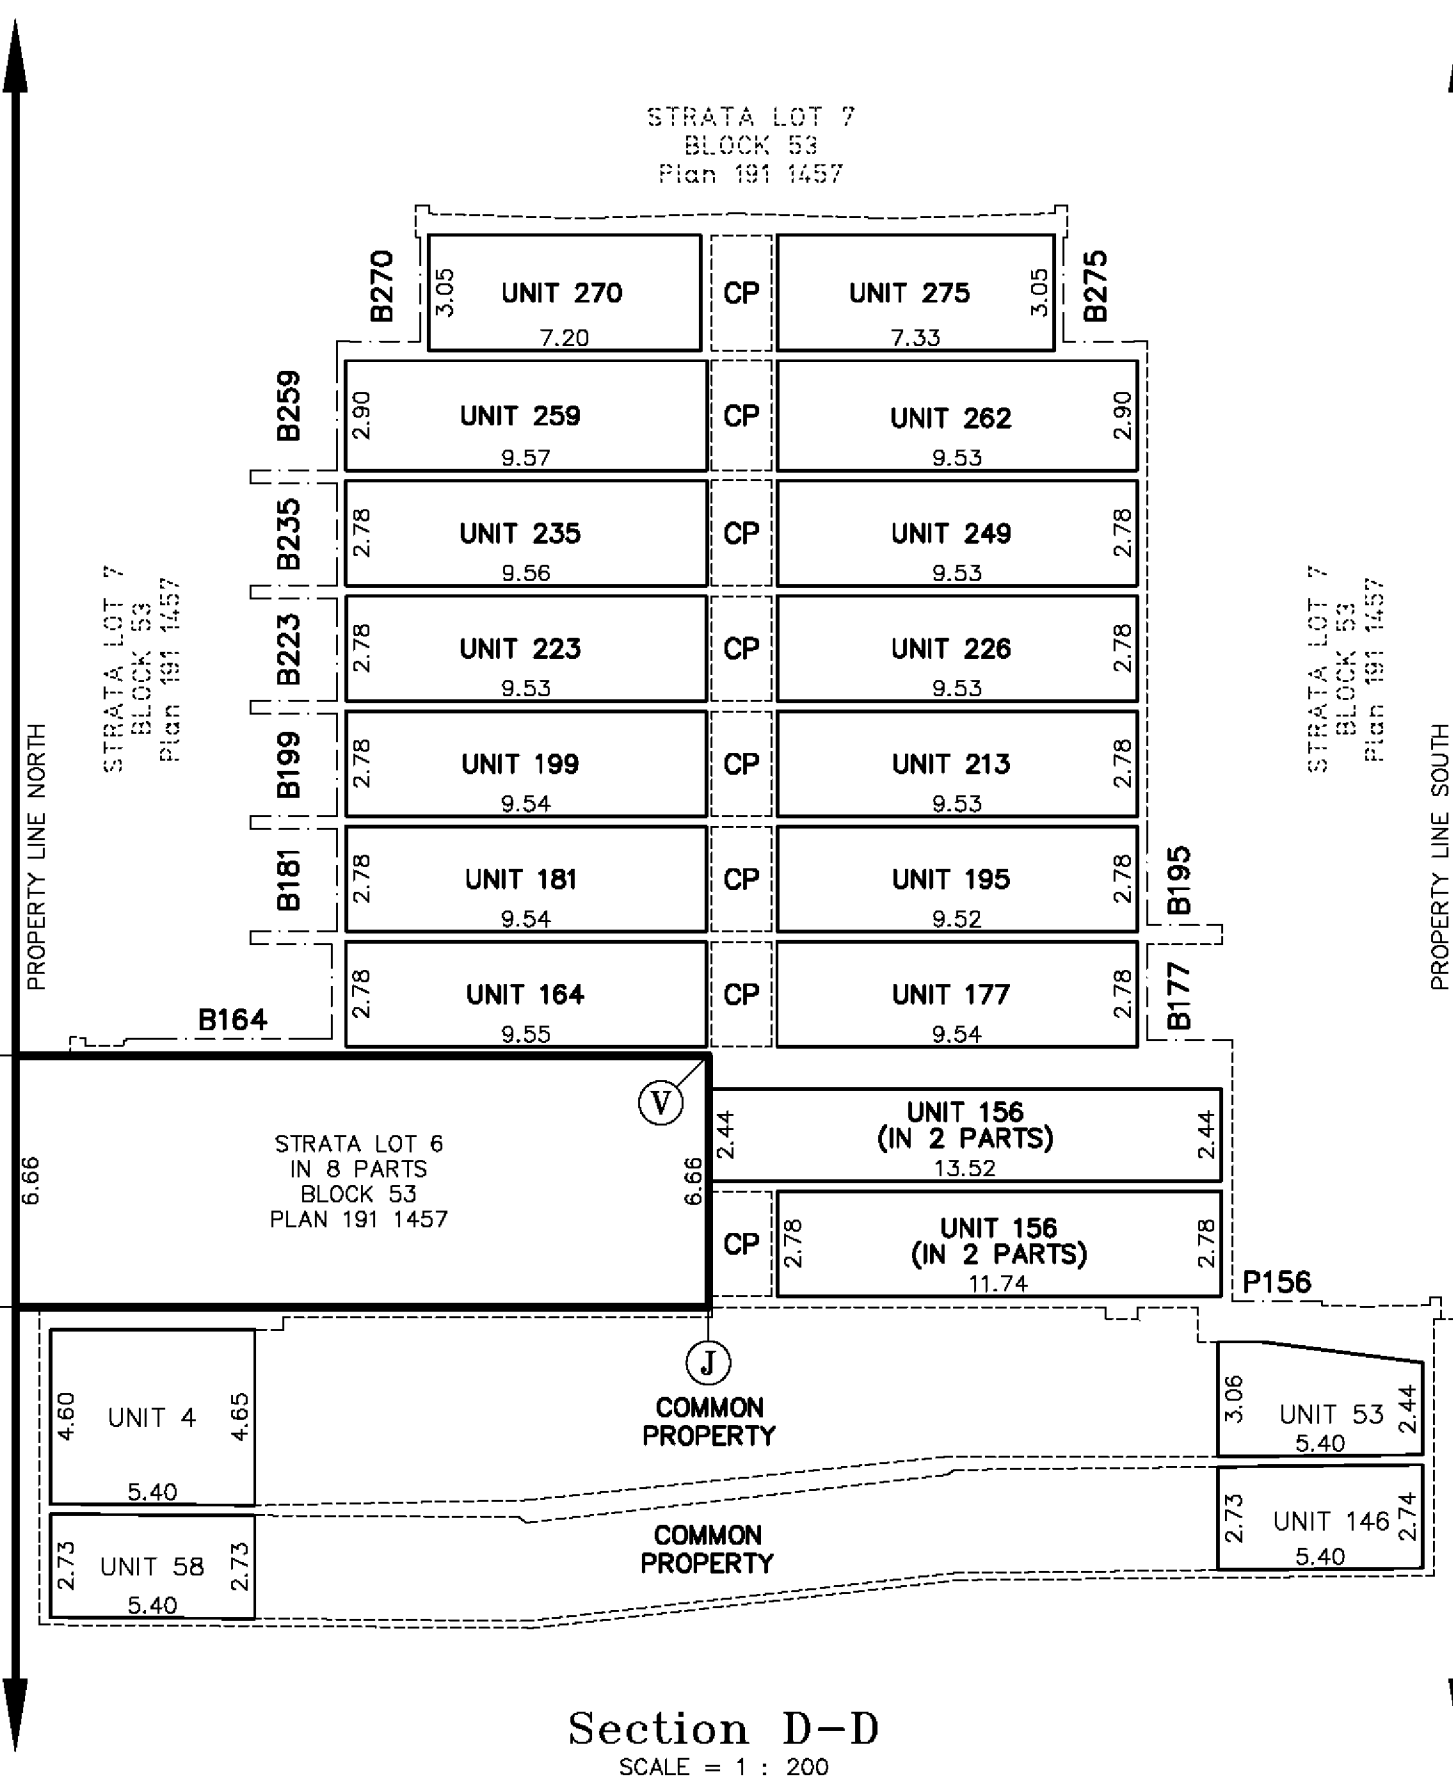 STRATA LOT 7
BLOCK 53
Plan 191 1457
B270
3.05
UNIT 270
7.20
CP
UNIT 275
7.33
3.05
B275
B259
2.90
UNIT 259
9.57
CP
UNIT 262
9.53
2.90
B235
2.78
UNIT 235
9.56
CP
UNIT 249
9.53
2.78
STRATA LOT 7
BLOCK 53
Plan 191 1457
B223
2.78
UNIT 223
9.53
CP
UNIT 226
9.53
2.78
STRATA LOT 7
BLOCK 53
Plan 191 1457
PROPERTY LINE NORTH
B199
2.78
UNIT 199
9.54
CP
UNIT 213
9.53
2.78
PROPERTY LINE SOUTH
B181
2.78
UNIT 181
9.54
CP
UNIT 195
9.52
2.78
B195
B164
2.78
UNIT 164
9.55
CP
UNIT 177
9.54
2.78
B177
V
6.66
STRATA LOT 6
IN 8 PARTS
BLOCK 53
PLAN 191 1457
6.66
2.44
UNIT 156
(IN 2 PARTS)
13.52
2.44
CP
2.78
UNIT 156
(IN 2 PARTS)
11.74
2.78
P156
J
4.60
UNIT 4
4.65
5.40
COMMON
PROPERTY
3.06
UNIT 53
2.44
5.40
2.73
UNIT 58
2.73
5.40
COMMON
PROPERTY
2.73
UNIT 146
2.74
5.40
Section D-D
SCALE = 1 : 200